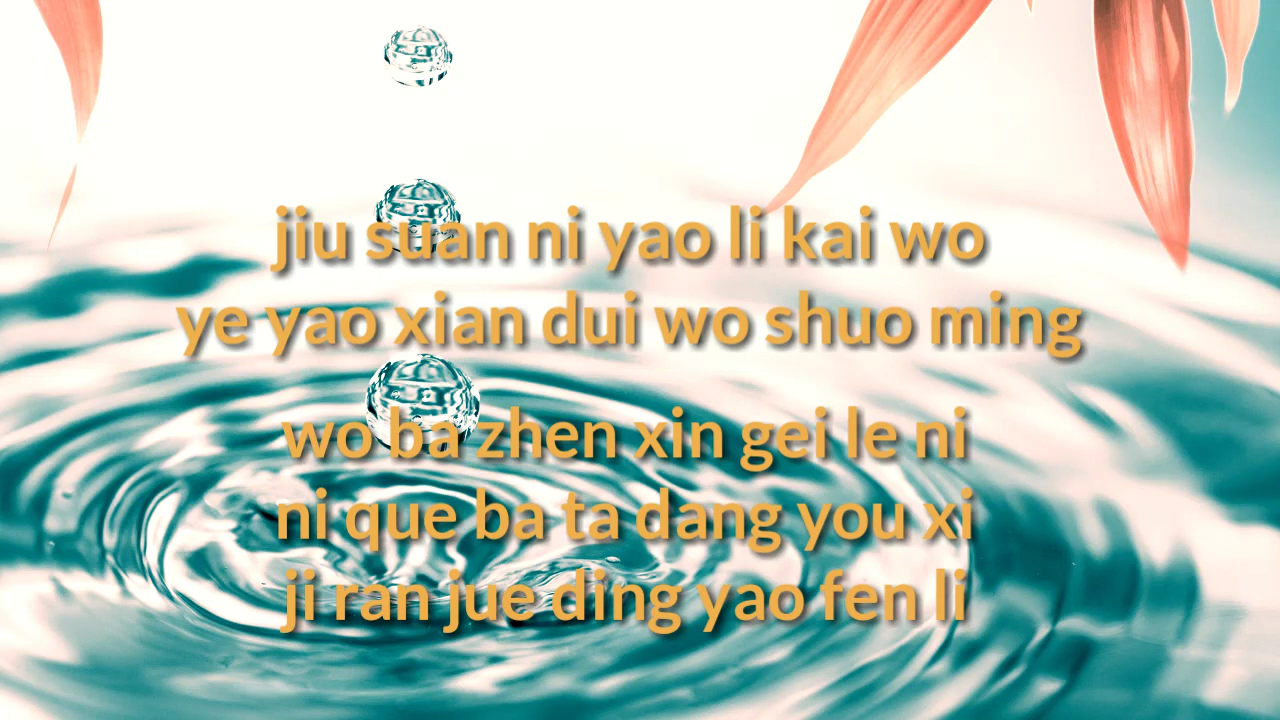 jiu suan ni yao li kai wo
ye yao xian dui wo shuo ming
wo ba zhen xin gei le ni
ni que ba ta dang you xi
ji ran jue ding yao fen li